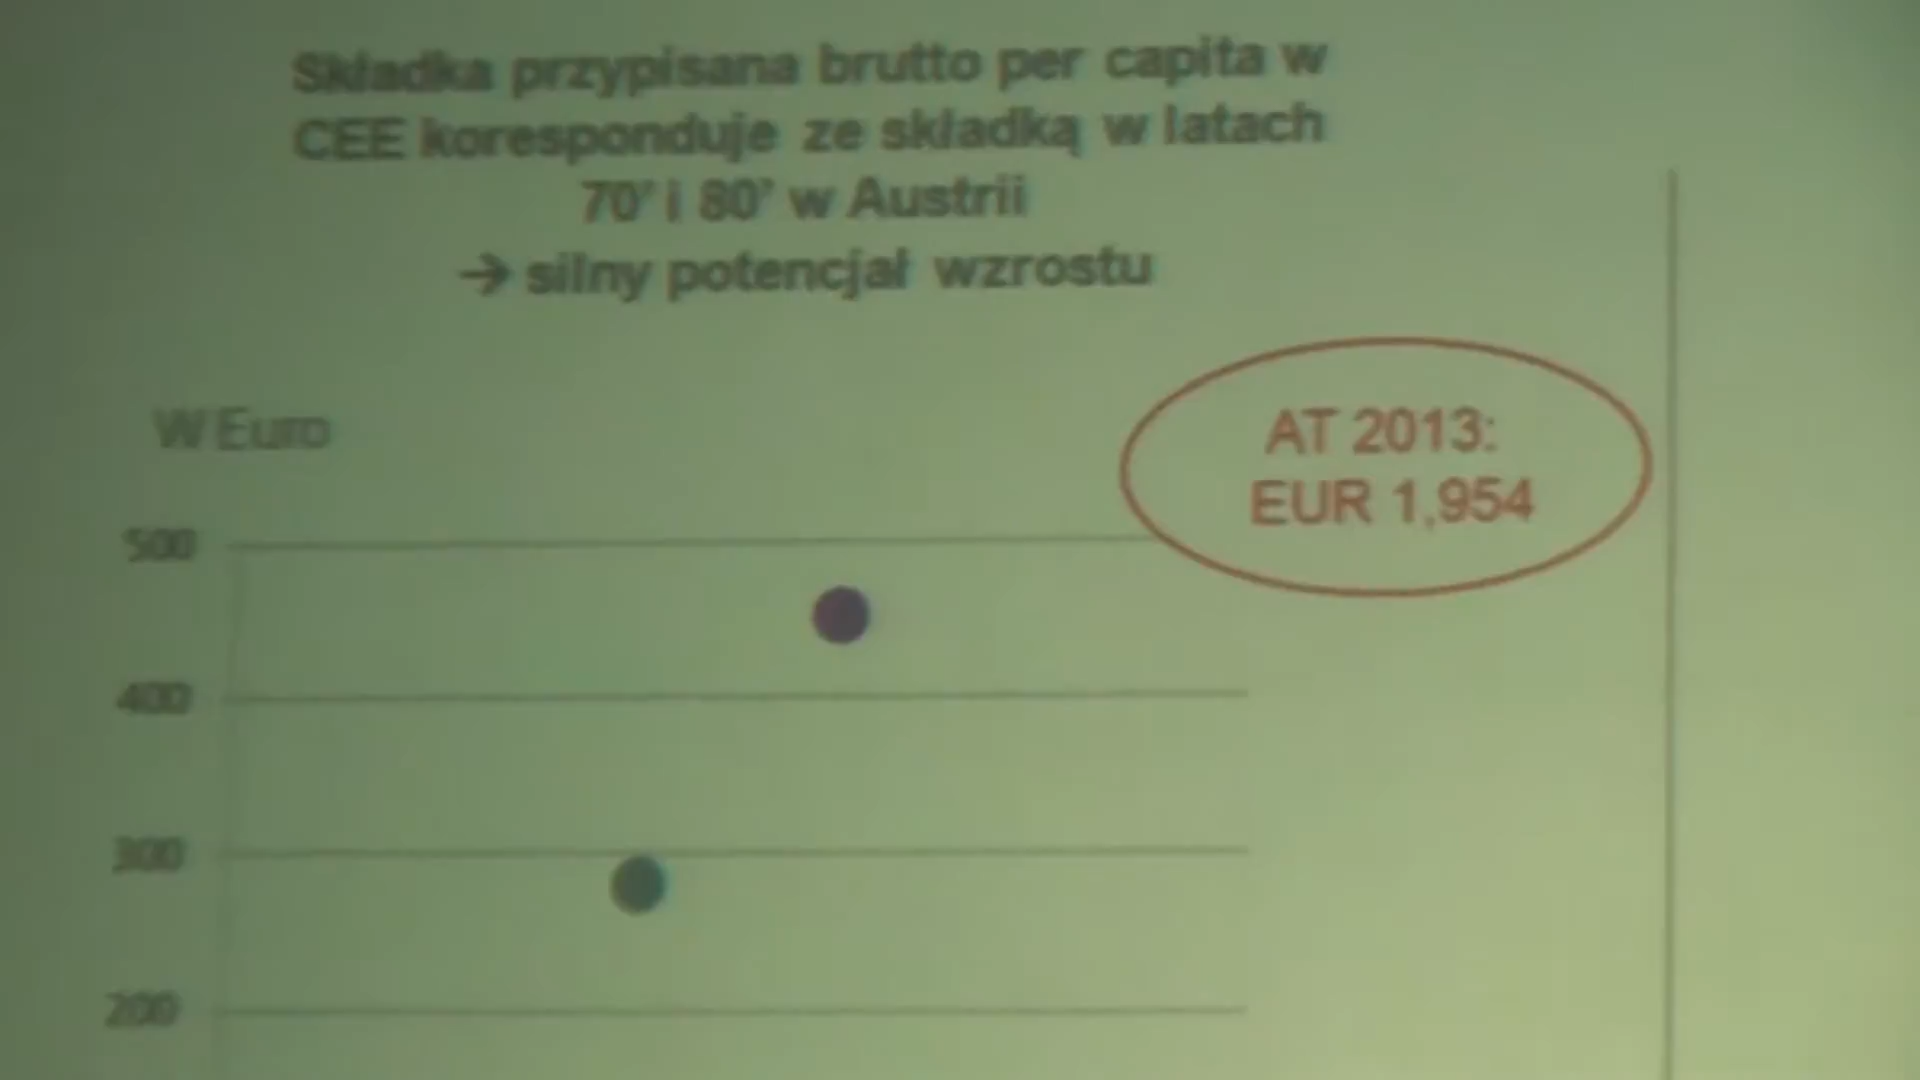 Składka przypisana brutto per capita w
CEE koresponduje ze składką w latach
70' i 80' w Austrii
→ silny potencjał wzrostu
W Euro
AT 2013:
EUR 1,954
500
400
300
200